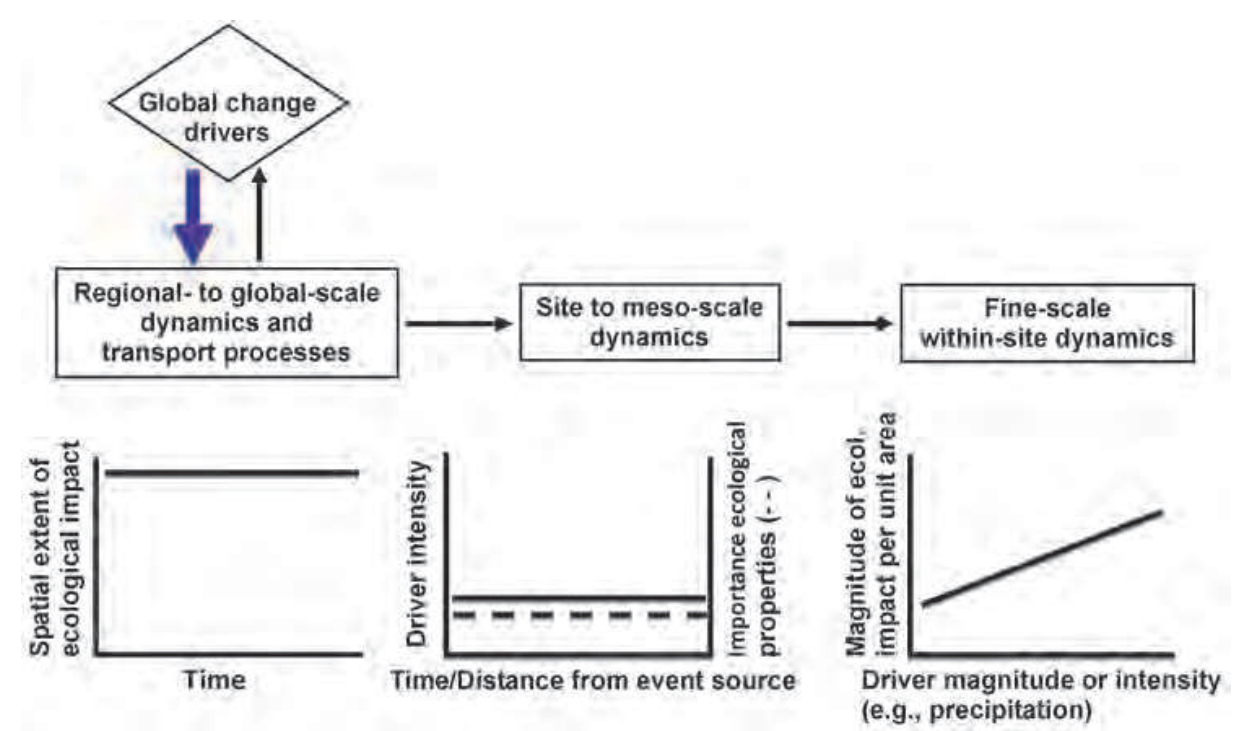 Global change
drivers
Regional- to global-scale
dynamics and
transport processes
Site to meso-scale
dynamics
Fine-scale
within-site dynamics
Spatial extent of
ecological impact
Time
Driver intensity
Importance ecological
properties (- - )
Time/Distance from event source
Magnitude of ecol.
impact per unit area
Driver magnitude or intensity
(e.g., precipitation)